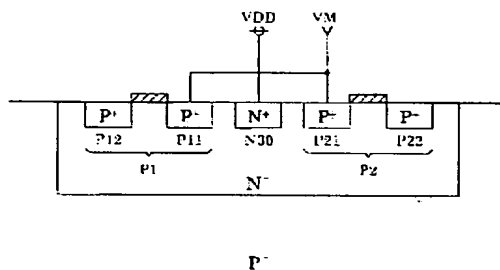 VDD VM
P+ P- N+ P+ P-
P12 P11 N30 P21 P22
P1 P2
N-
P-